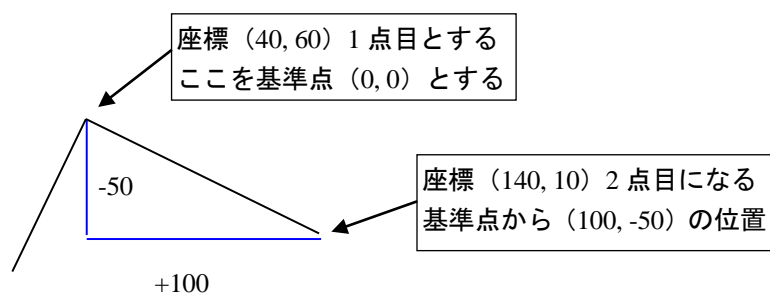 座標（40, 60）1 点目とする
ここを基準点（0, 0）とする
-50
座標（140, 10）2 点目になる
基準点から（100, -50）の位置
+100